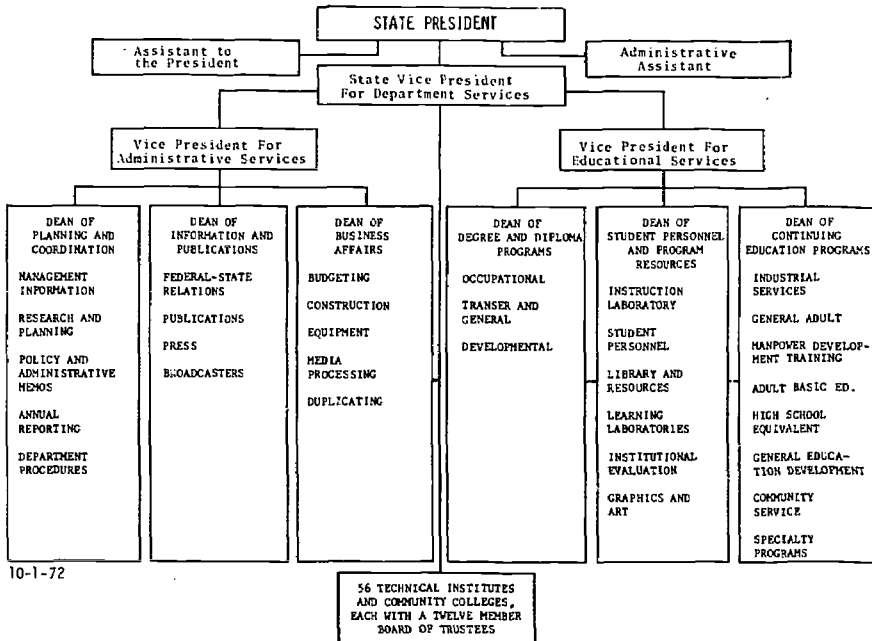 STATE PRESIDENT
Assistant to
the President
Administrative
Assistant
State Vice President
For Department Services
Vice President For
Administrative Services
Vice President For
Educational Services
DEAN OF
PLANNING AND
COORDINATION
MANAGEMENT
INFORMATION
RESEARCH AND
PLANNING
POLICY AND
ADMINISTRATIVE
MEMOS
ANNUAL
REPORTING
DEPARTMENT
PROCEDURES
DEAN OF
INFORMATION AND
PUBLICATIONS
FEDERAL-STATE
RELATIONS
PUBLICATIONS
PRESS
BROADCASTERS
DEAN OF
BUSINESS
AFFAIRS
BUDGETING
CONSTRUCTION
EQUIPMENT
MEDIA
PROCESSING
DUPLICATING
DEAN OF
DEGREE AND DIPLOMA
PROGRAMS
OCCUPATIONAL
TRANSER AND
GENERAL
DEVELOPMENTAL
DEAN OF
STUDENT PERSONNEL
AND PROGRAM
RESOURCES
INSTRUCTION
LABORATORY
STUDENT
PERSONNEL
LIBRARY AND
RESOURCES
LEARNING
LABORATORIES
INSTITUTIONAL
EVALUATION
GRAPHICS AND
ART
DEAN OF
CONTINUING
EDUCATION PROGRAMS
INDUSTRIAL
SERVICES
GENERAL ADULT
MANPOWER DEVELOP-
MENT TRAINING
ADULT BASIC ED.
HIGH SCHOOL
EQUIVALENT
GENERAL EDUCA-
TION DEVELOPMENT
COMMUNITY
SERVICE
SPECIALTY
PROGRAMS
10-1-72
56 TECHNICAL INSTITUTES
AND COMMUNITY COLLEGES,
EACH WITH A TWELVE MEMBER
BOARD OF TRUSTEES